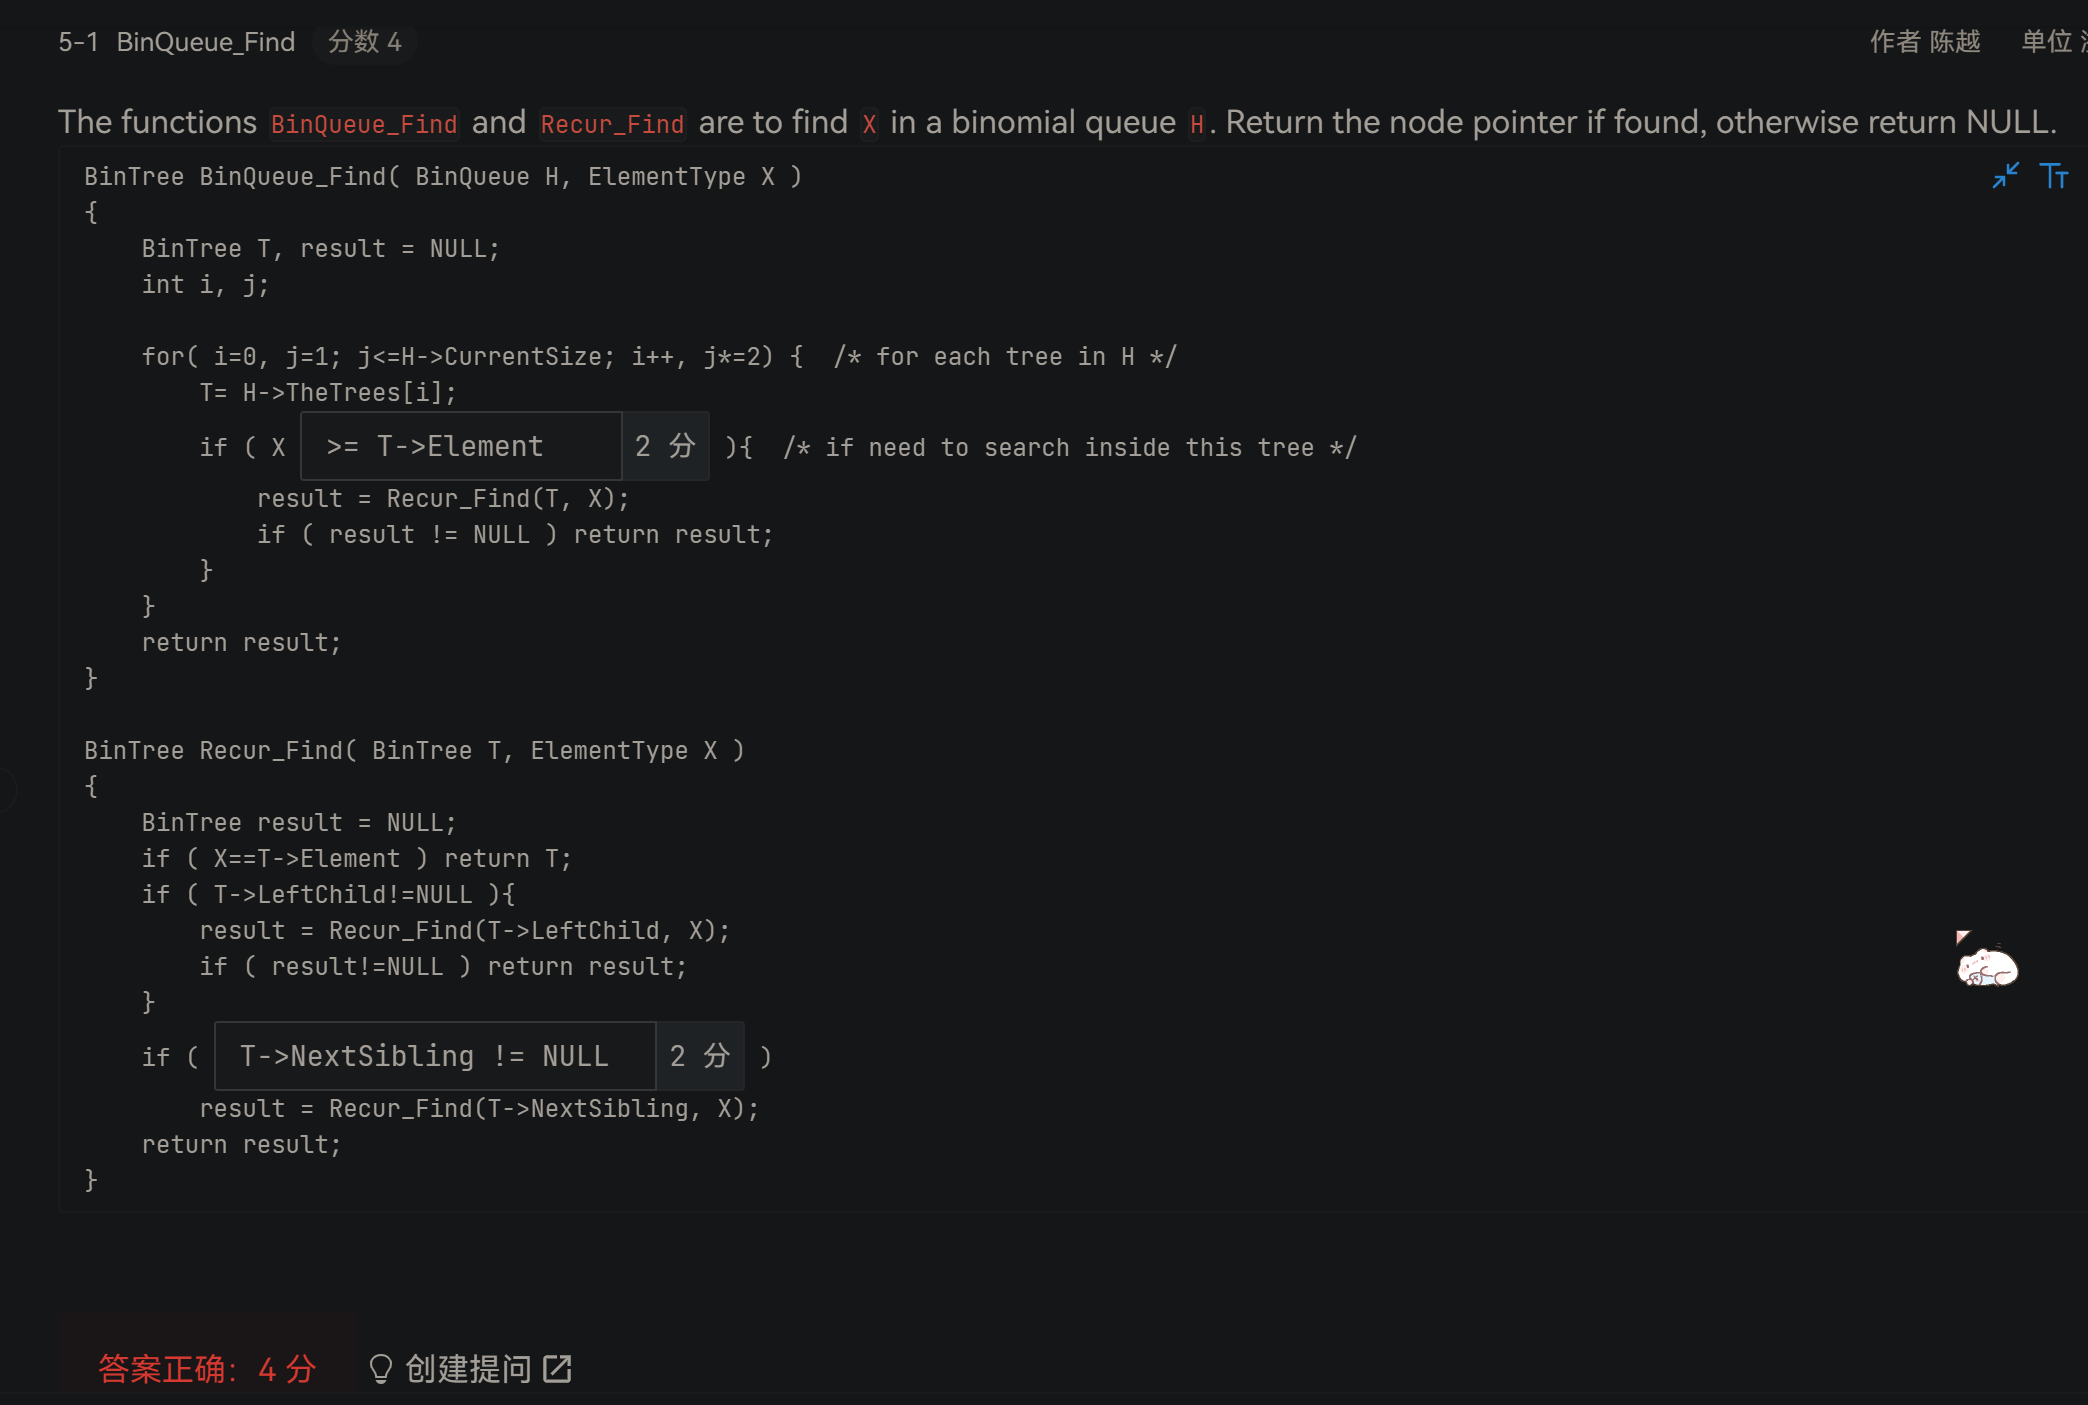 5-1 BinQueue_Find 分数 4 作者 陈越 单位
The functions BinQueue_Find and Recur_Find are to find X in a binomial queue H. Return the node pointer if found, otherwise return NULL.
BinTree BinQueue_Find( BinQueue H, ElementType X )
{
    BinTree T, result = NULL;
    int i, j;
    for( i=0, j=1; j<=H->CurrentSize; i++, j*=2) {  /* for each tree in H */
        T= H->TheTrees[i];
        if ( X >= T->Element 2 分 ){  /* if need to search inside this tree */
            result = Recur_Find(T, X);
            if ( result != NULL ) return result;
        }
    }
    return result;
}
BinTree Recur_Find( BinTree T, ElementType X )
{
    BinTree result = NULL;
    if ( X==T->Element ) return T;
    if ( T->LeftChild!=NULL ){
        result = Recur_Find(T->LeftChild, X);
        if ( result!=NULL ) return result;
    }
    if ( T->NextSibling != NULL 2 分 )
        result = Recur_Find(T->NextSibling, X);
    return result;
}
答案正确：4 分 创建提问